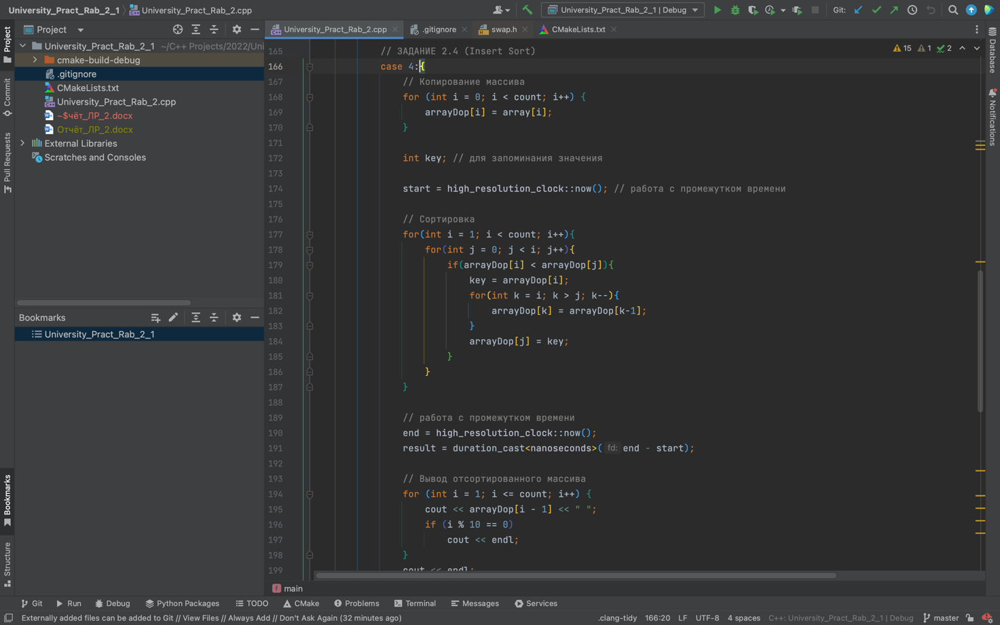 University_Pract_Rab_2_1 〉 University_Pract_Rab_2.cpp
University_Pract_Rab_2_1 | Debug
Git:
Project
University_Pract_Rab_2.cpp
.gitignore
swap.h
CMakeLists.txt
Project
Commit
Pull Requests
Bookmarks
Structure
Database
Notifications
University_Pract_Rab_2_1 ~/C++ Projects/2022/Uni
cmake-build-debug
.gitignore
CMakeLists.txt
University_Pract_Rab_2.cpp
~$чёт_ЛР_2.docx
Отчёт_ЛР_2.docx
External Libraries
Scratches and Consoles
Bookmarks
University_Pract_Rab_2_1
15 1 2
165 // ЗАДАНИЕ 2.4 (Insert Sort)
166 case 4:{
167 // Копирование массива
168 for (int i = 0; i < count; i++) {
169 arrayDop[i] = array[i];
170 }
171
172 int key; // для запоминания значения
173
174 start = high_resolution_clock::now(); // работа с промежутком времени
175
176 // Сортировка
177 for(int i = 1; i < count; i++){
178 for(int j = 0; j < i; j++){
179 if(arrayDop[i] < arrayDop[j]){
180 key = arrayDop[i];
181 for(int k = i; k > j; k--){
182 arrayDop[k] = arrayDop[k-1];
183 }
184 arrayDop[j] = key;
185 }
186 }
187 }
188
189 // работа с промежутком времени
190 end = high_resolution_clock::now();
191 result = duration_cast<nanoseconds>( fd: end - start);
192
193 // Вывод отсортированного массива
194 for (int i = 1; i <= count; i++) {
195 cout << arrayDop[i - 1] << " ";
196 if (i % 10 == 0)
197 cout << endl;
198 }
199 cout << endl;
f main
Git Run Debug Python Packages TODO CMake Problems Terminal Messages Services
Externally added files can be added to Git // View Files // Always Add // Don't Ask Again (32 minutes ago)
.clang-tidy 166:20 LF UTF-8 4 spaces C++: University_Pract_Rab_2_1 | Debug master